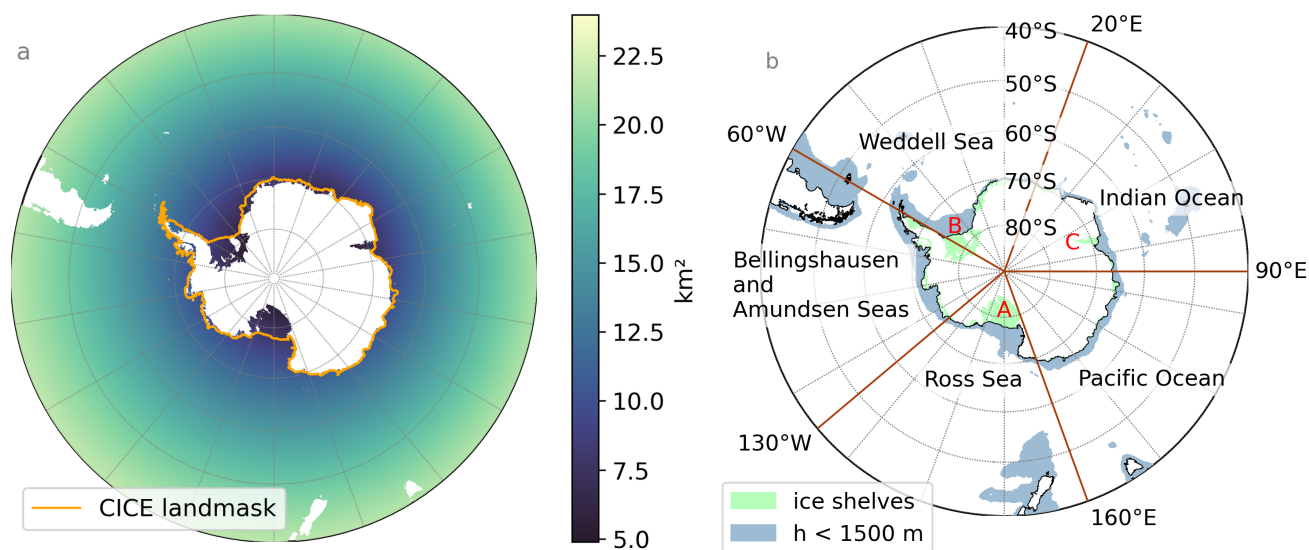 a
22.5
20.0
17.5
15.0
12.5
10.0
7.5
5.0
km²
CICE landmask
b
40°S
20°E
50°S
60°W
60°S
Weddell Sea
70°S
Indian Ocean
80°S
B
C
Bellingshausen
and
Amundsen Seas
90°E
A
Ross Sea
Pacific Ocean
130°W
160°E
ice shelves
h < 1500 m